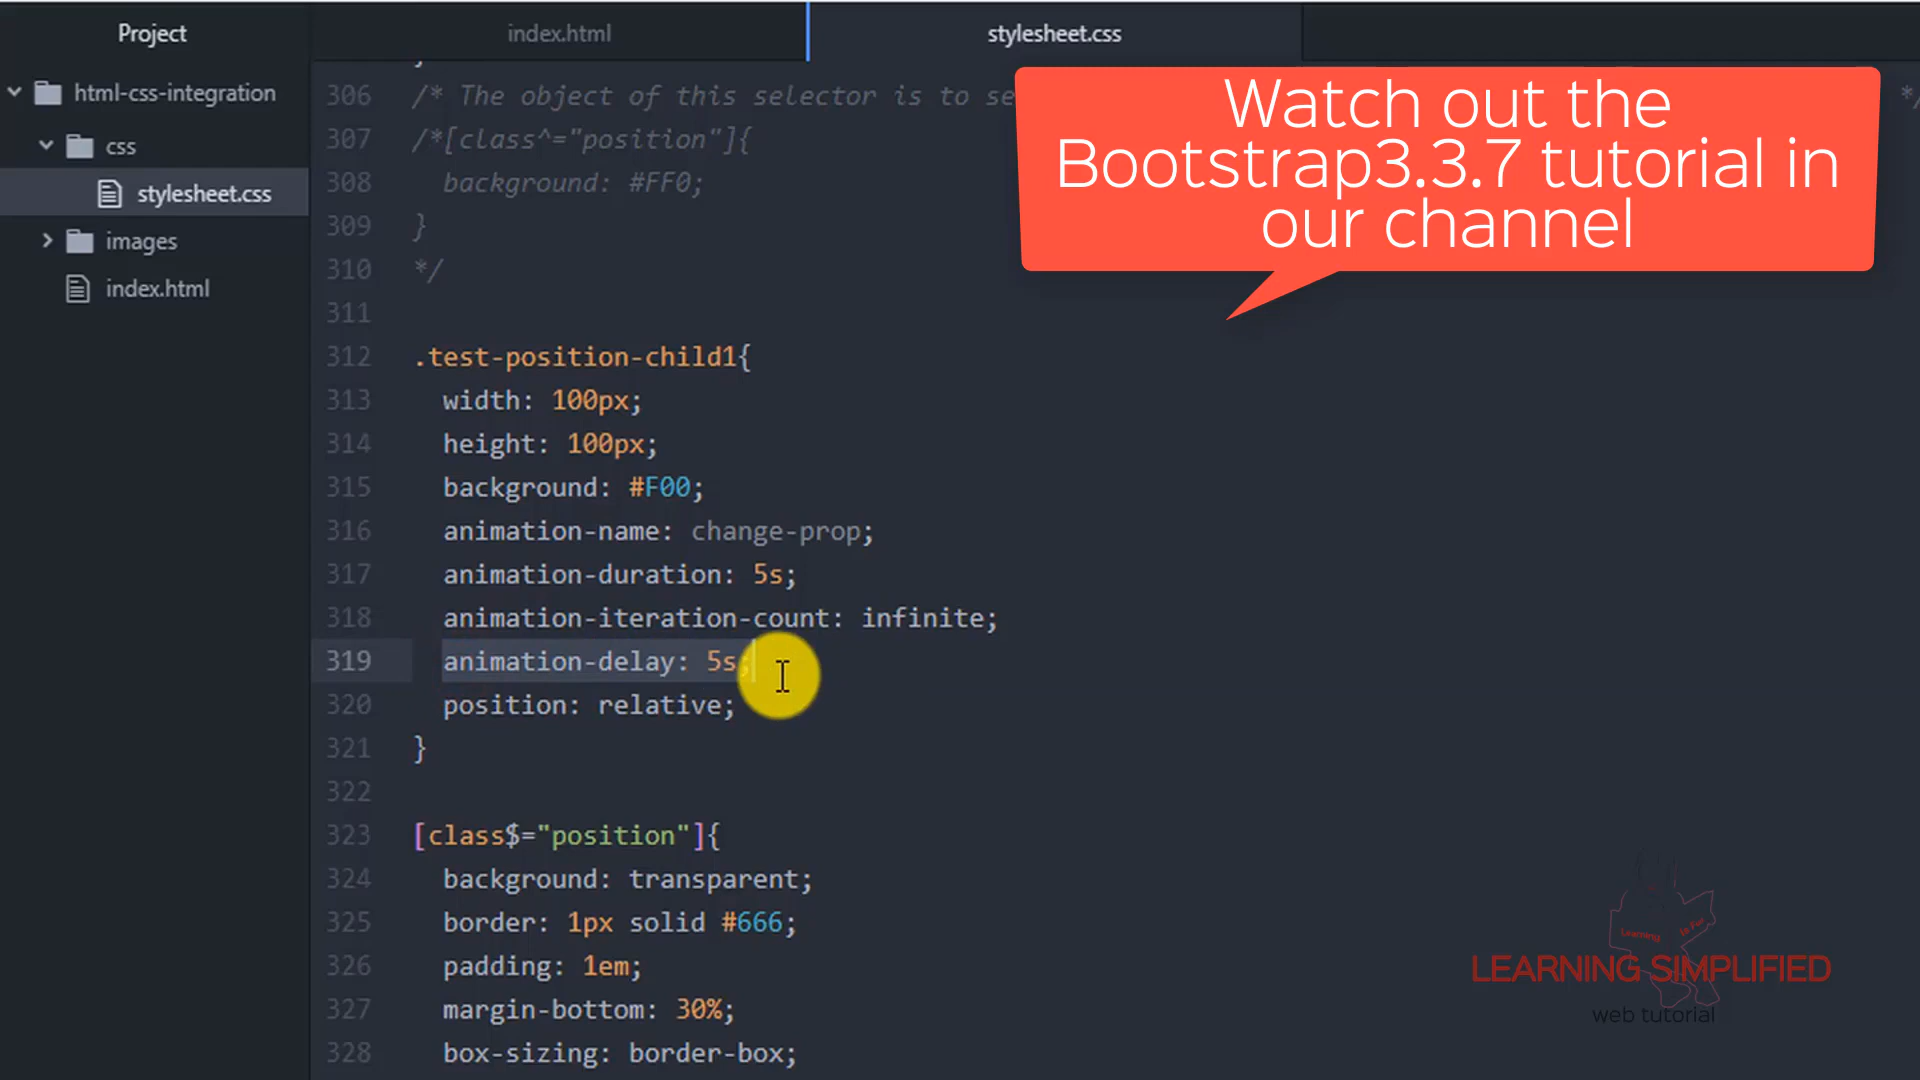 Project
index.html
stylesheet.css
html-css-integration
css
stylesheet.css
images
index.html
306 /* The object of this selector is to se
*/
307 /*[class^="position"]{
308 background: #FF0;
309 }
310 */
311
312 .test-position-child1{
313 width: 100px;
314 height: 100px;
315 background: #F00;
316 animation-name: change-prop;
317 animation-duration: 5s;
318 animation-iteration-count: infinite;
319 animation-delay: 5s;
320 position: relative;
321 }
322
323 [class$="position"]{
324 background: transparent;
325 border: 1px solid #666;
326 padding: 1em;
327 margin-bottom: 30%;
328 box-sizing: border-box;
Watch out the
Bootstrap3.3.7 tutorial in
our channel
Learning Is For
LEARNING SIMPLIFIED
web tutorial